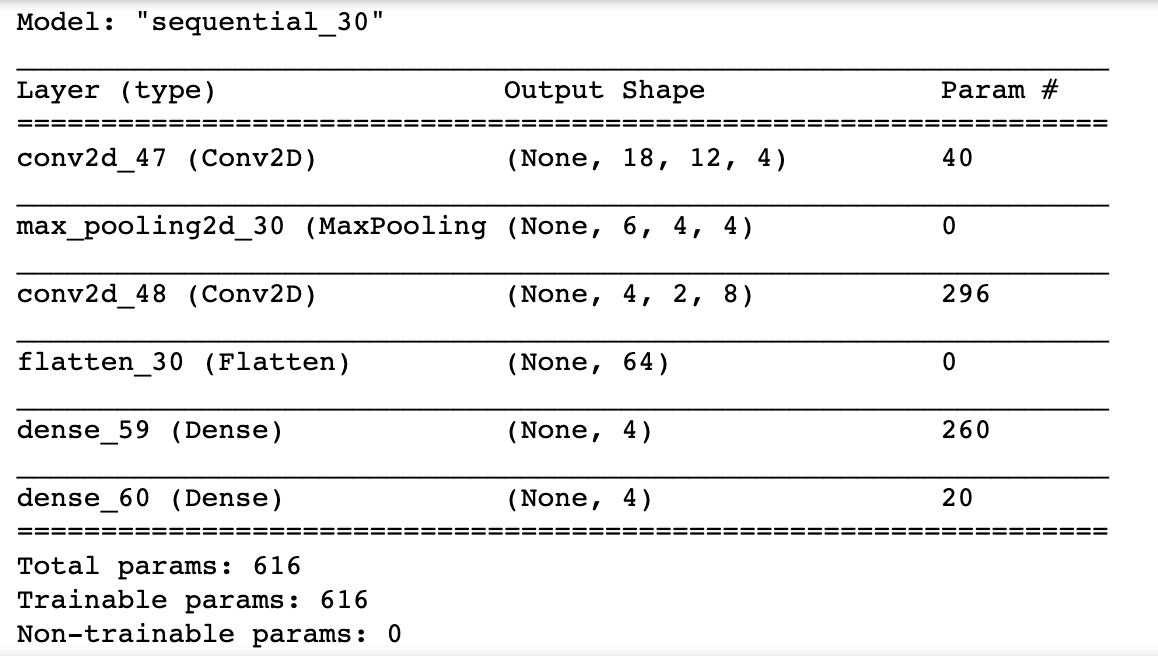 Model: "sequential_30"
Layer (type) Output Shape Param #
conv2d_47 (Conv2D) (None, 18, 12, 4) 40
max_pooling2d_30 (MaxPooling (None, 6, 4, 4) 0
conv2d_48 (Conv2D) (None, 4, 2, 8) 296
flatten_30 (Flatten) (None, 64) 0
dense_59 (Dense) (None, 4) 260
dense_60 (Dense) (None, 4) 20
Total params: 616
Trainable params: 616
Non-trainable params: 0